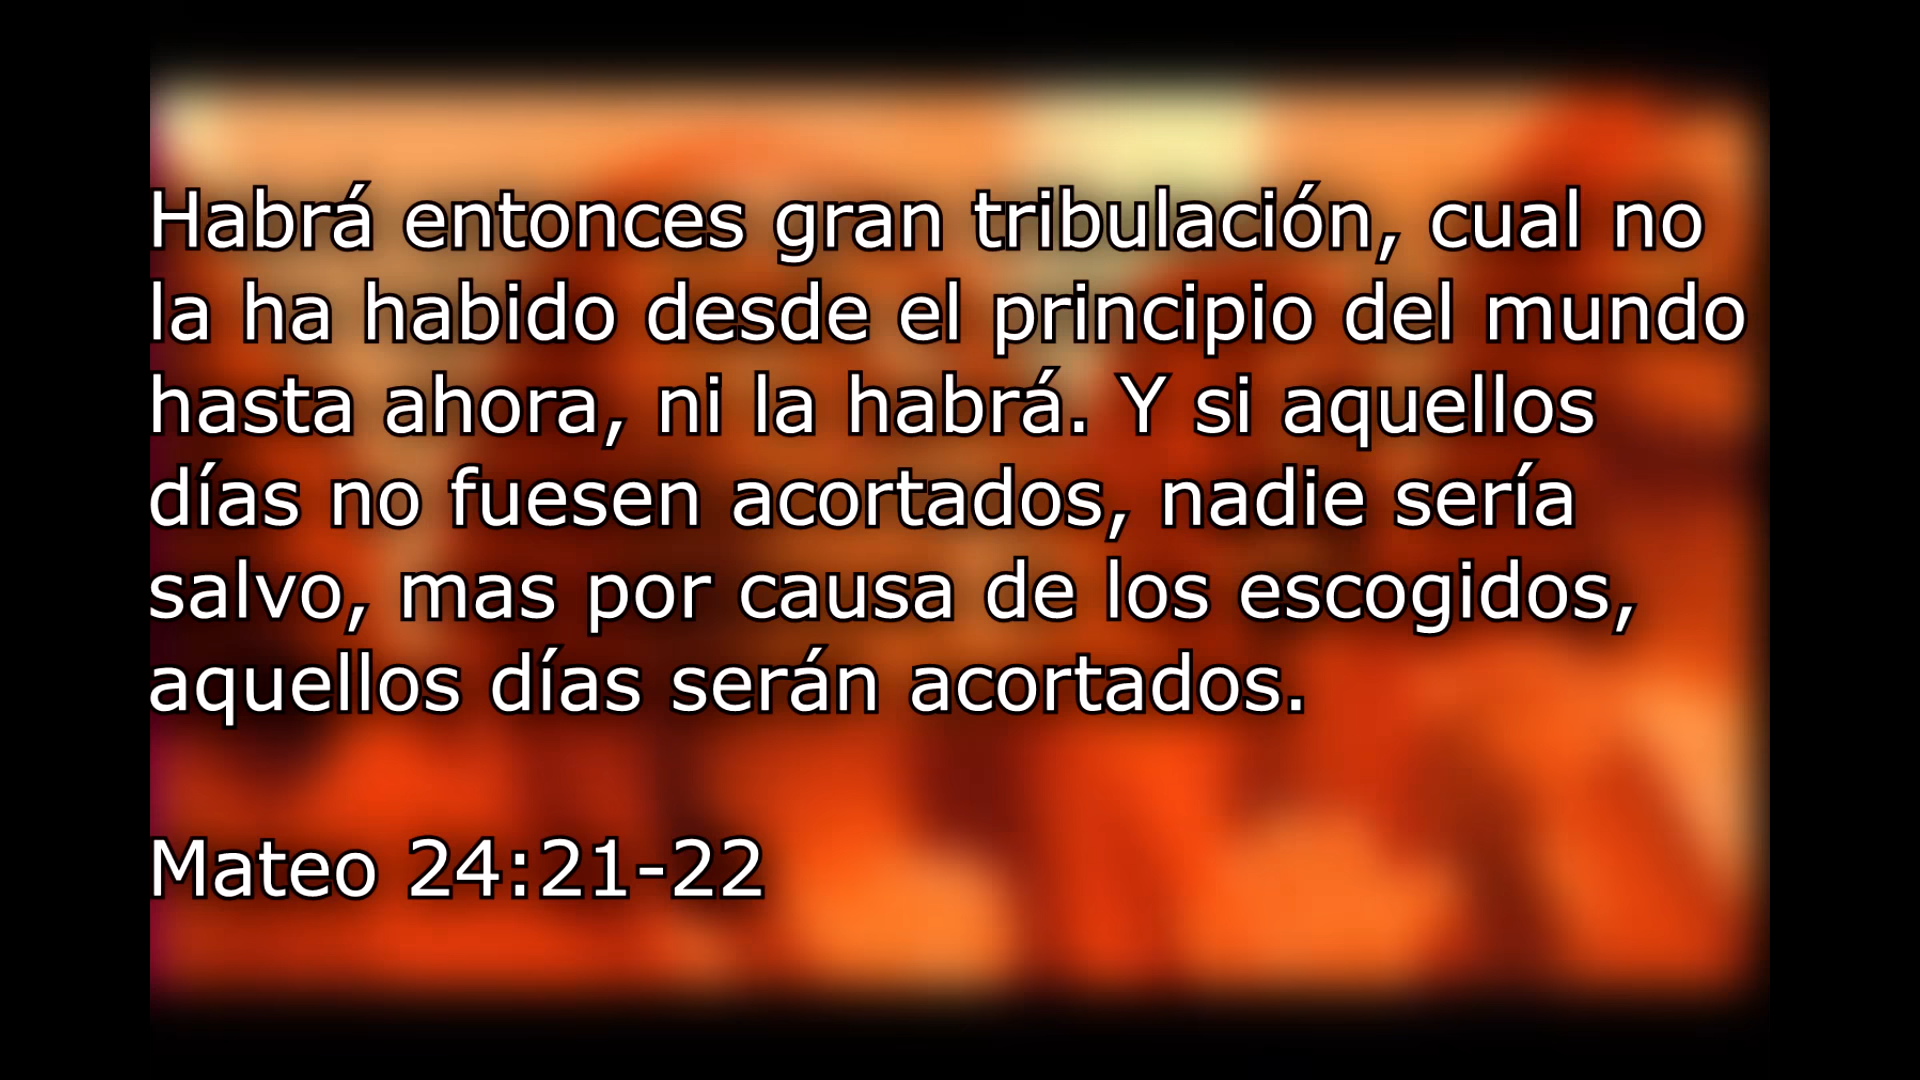 Habrá entonces gran tribulación, cual no
la ha habido desde el principio del mundo
hasta ahora, ni la habrá. Y si aquellos
días no fuesen acortados, nadie sería
salvo, mas por causa de los escogidos,
aquellos días serán acortados.
Mateo 24:21-22